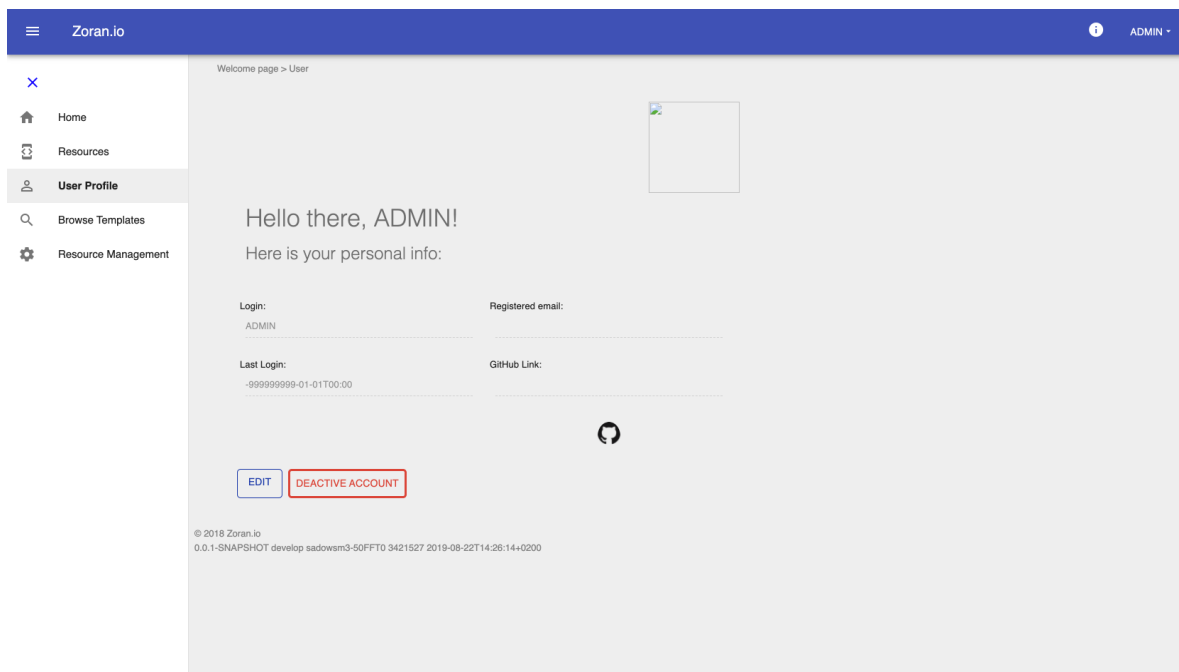 Zoran.io
ADMIN
Welcome page > User
Home
Resources
User Profile
Browse Templates
Resource Management
Hello there, ADMIN!
Here is your personal info:
Login:
Registered email:
ADMIN
Last Login:
GitHub Link:
-999999999-01-01T00:00
EDIT
DEACTIVE ACCOUNT
© 2018 Zoran.io
0.0.1-SNAPSHOT develop sadowsm3-50FFT0 3421527 2019-08-22T14:26:14+0200